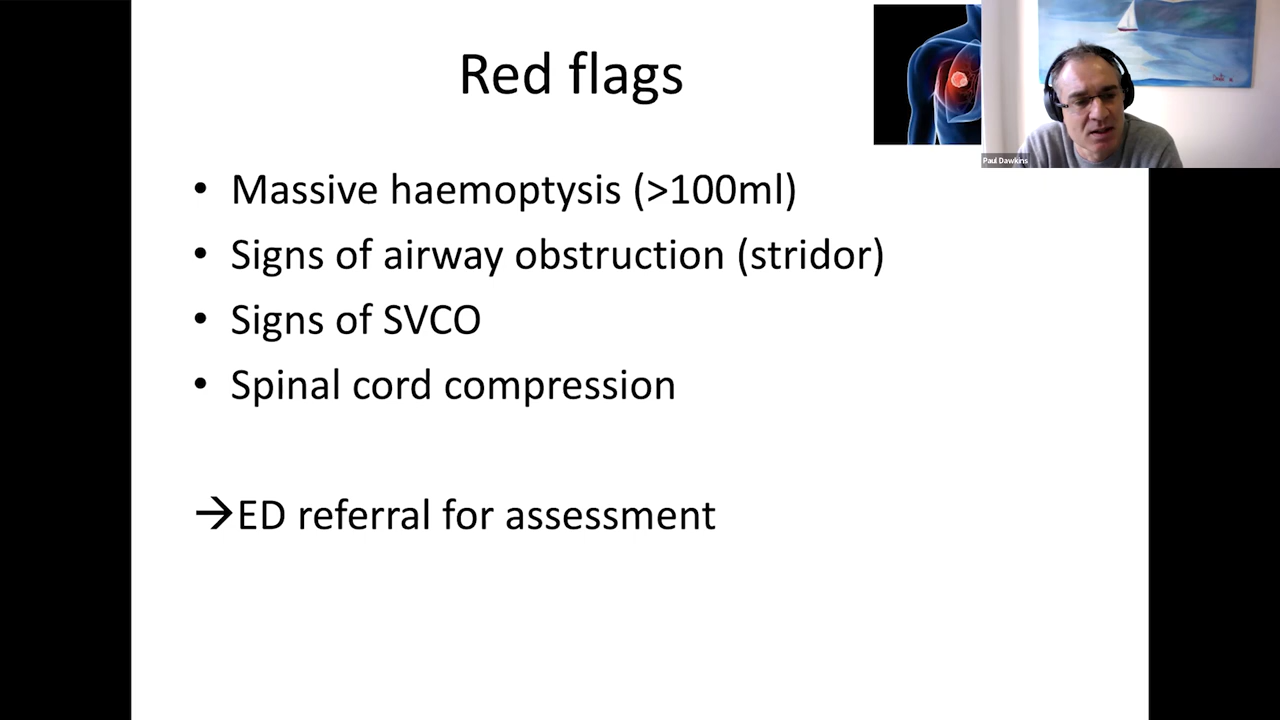 Red flags
Paul Dawkins
• Massive haemoptysis (>100ml)
• Signs of airway obstruction (stridor)
• Signs of SVCO
• Spinal cord compression
→ED referral for assessment